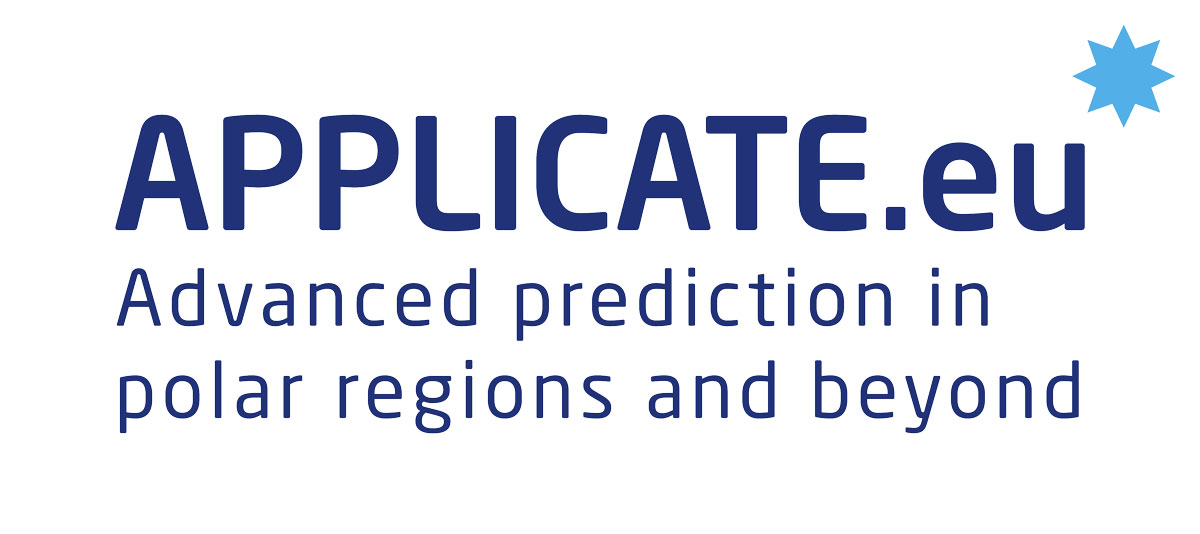 APPLICATE.eu
Advanced prediction in
polar regions and beyond